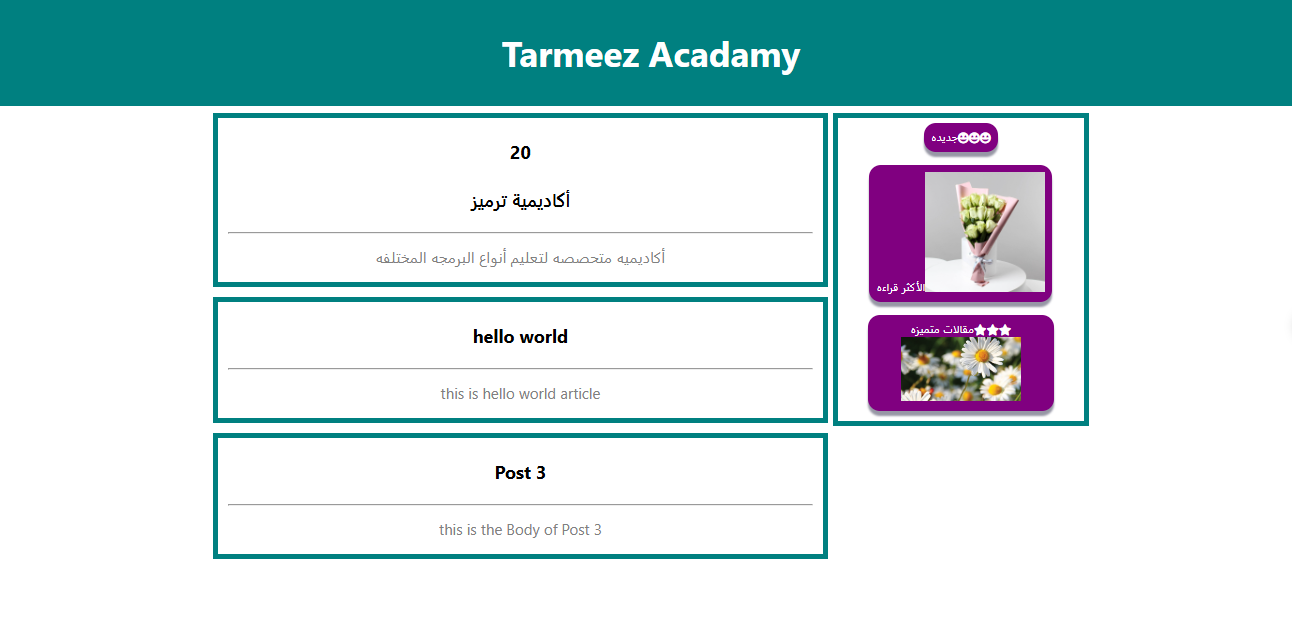 Tarmeez Acadamy
20
أكاديمية ترميز
أكاديميه متحصصه لتعليم أنواع البرمجه المختلفه
hello world
this is hello world article
Post 3
this is the Body of Post 3
جديده
الأكثر قراءه
مقالات متميزه